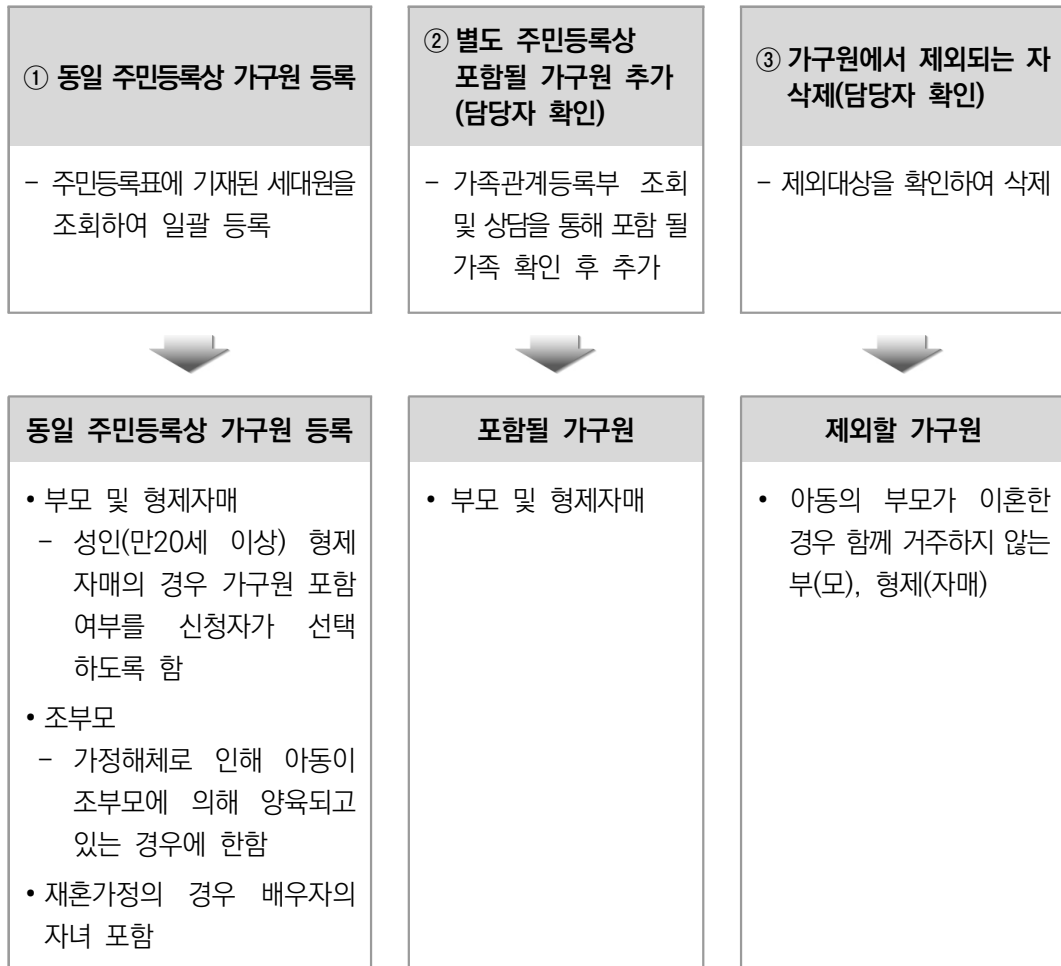 ① 동일 주민등록상 가구원 등록
② 별도 주민등록상
포함될 가구원 추가
(담당자 확인)
③ 가구원에서 제외되는 자
삭제(담당자 확인)
- 주민등록표에 기재된 세대원을
조회하여 일괄 등록
- 가족관계등록부 조회
및 상담을 통해 포함 될
가족 확인 후 추가
- 제외대상을 확인하여 삭제
동일 주민등록상 가구원 등록
• 부모 및 형제자매
- 성인(만20세 이상) 형제
자매의 경우 가구원 포함
여부를 신청자가 선택
하도록 함
• 조부모
- 가정해체로 인해 아동이
조부모에 의해 양육되고
있는 경우에 한함
• 재혼가정의 경우 배우자의
자녀 포함
포함될 가구원
• 부모 및 형제자매
제외할 가구원
• 아동의 부모가 이혼한
경우 함께 거주하지 않는
부(모), 형제(자매)